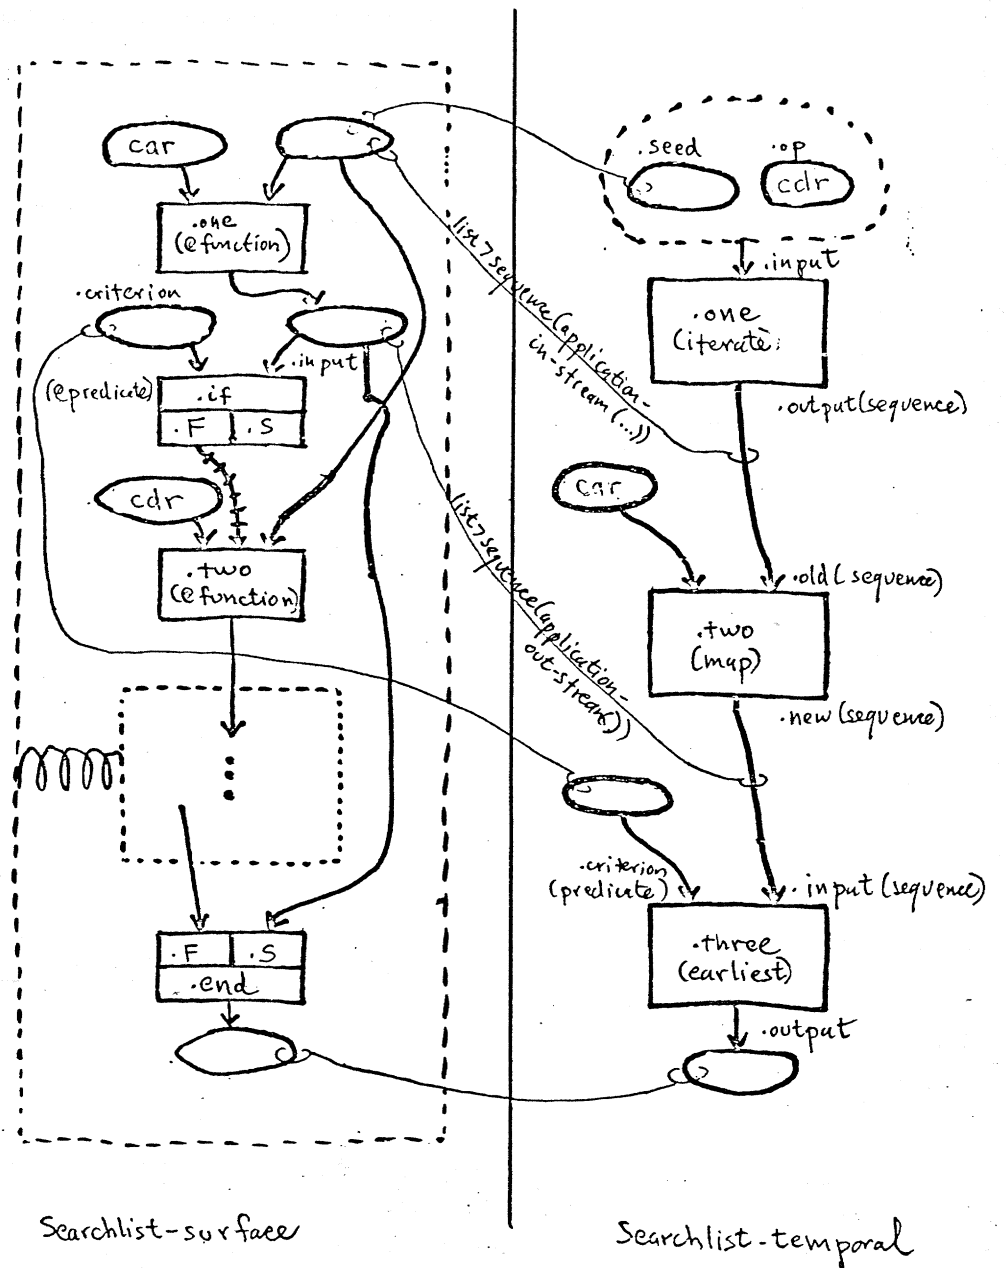 car
.one
(@function)
.criterion
.input
(@predicate)
.if
.F .S
cdr
.two
(@function)
.F .S
.end
Searchlist-surface
list>sequence(application-
in-stream(...))
list>sequence(application-
out-stream())
.seed
.op
cdr
.input
.one
(iterate)
.output(sequence)
car
.old(sequence)
.two
(map)
.new(sequence)
.criterion
(predicate)
.input(sequence)
.three
(earliest)
.output
Searchlist-temporal